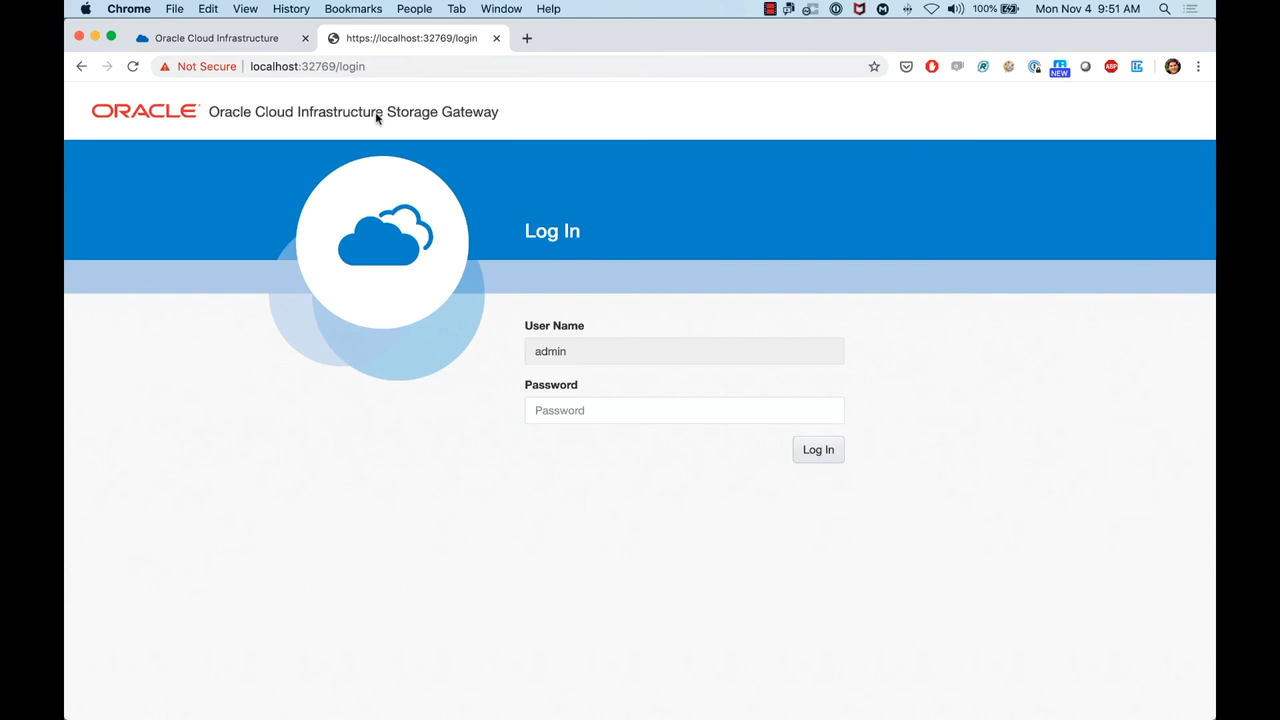 Chrome File Edit View History Bookmarks People Tab Window Help 100% Mon Nov 4 9:51 AM
Oracle Cloud Infrastructure https://localhost:32769/login
Not Secure localhost:32769/login
NEW
ABP
ORACLE Oracle Cloud Infrastructure Storage Gateway
Log In
User Name
admin
Password
Password
Log In